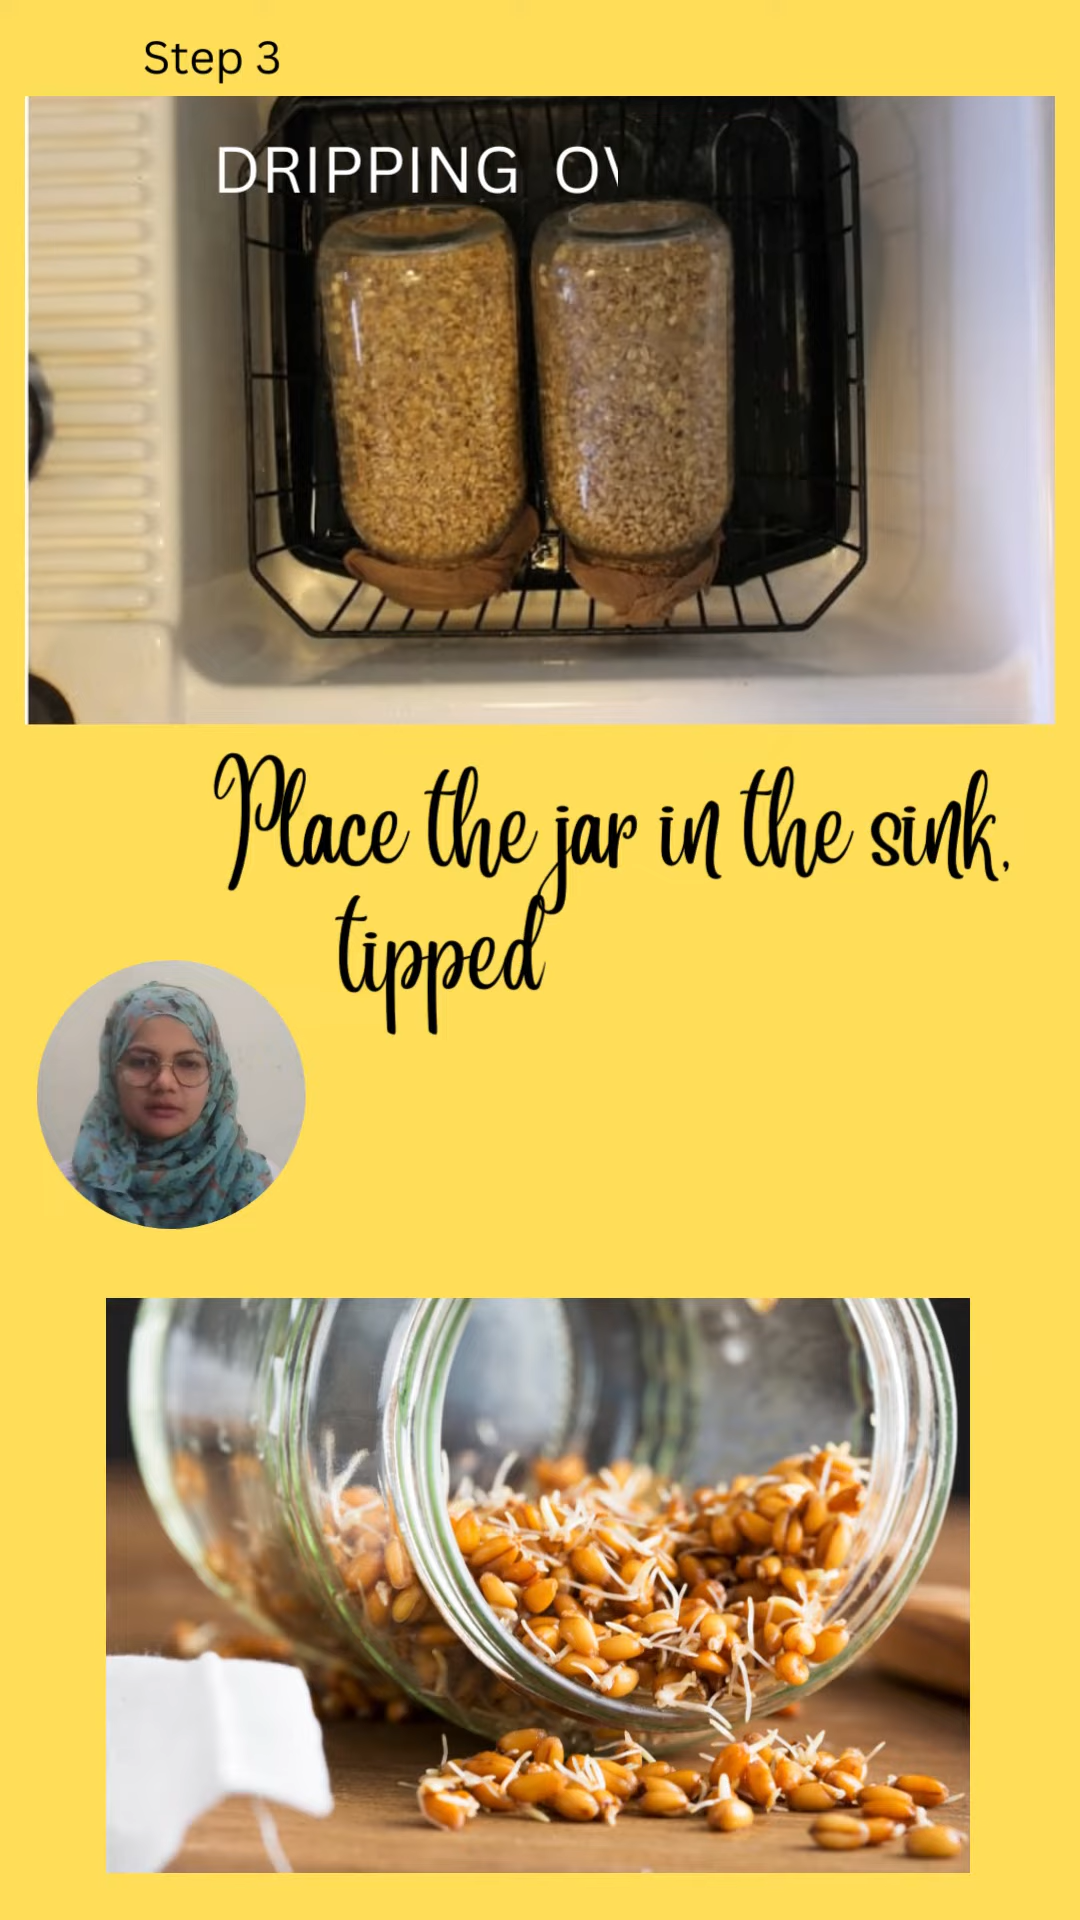 Step 3
DRIPPING
Place the jar in the sink,
tipped